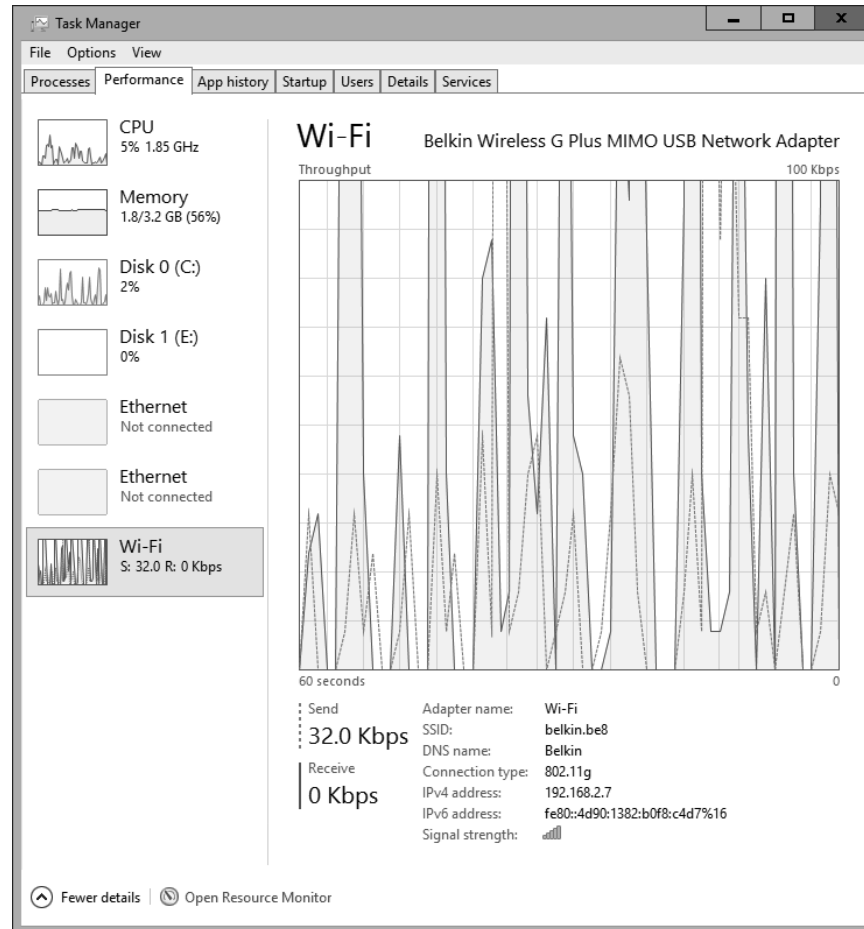 Task Manager
File Options View
Processes Performance App history Startup Users Details Services
CPU
5% 1.85 GHz
Memory
1.8/3.2 GB (56%)
Disk 0 (C:)
2%
Disk 1 (E:)
0%
Ethernet
Not connected
Ethernet
Not connected
Wi-Fi
S: 32.0 R: 0 Kbps
Wi-Fi Belkin Wireless G Plus MIMO USB Network Adapter
Throughput 100 Kbps
60 seconds 0
Send
32.0 Kbps
Receive
0 Kbps
Adapter name: Wi-Fi
SSID: belkin.be8
DNS name: Belkin
Connection type: 802.11g
IPv4 address: 192.168.2.7
IPv6 address: fe80::4d90:1382:b0f8:c4d7%16
Signal strength:
Fewer details Open Resource Monitor